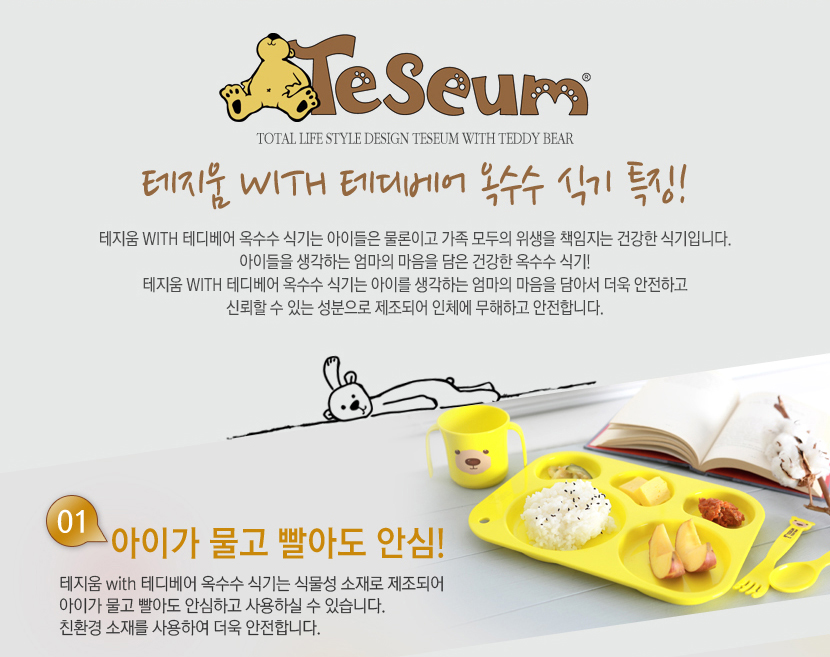 TeSeum®
TOTAL LIFE STYLE DESIGN TESEUM WITH TEDDY BEAR
테지움 WITH 테디베어 옥수수 식기 특징!
테지움 WITH 테디베어 옥수수 식기는 아이들은 물론이고 가족 모두의 위생을 책임지는 건강한 식기입니다.
아이들을 생각하는 엄마의 마음을 담은 건강한 옥수수 식기!
테지움 WITH 테디베어 옥수수 식기는 아이를 생각하는 엄마의 마음을 담아서 더욱 안전하고
신뢰할 수 있는 성분으로 제조되어 인체에 무해하고 안전합니다.
01
아이가 물고 빨아도 안심!
테지움 with 테디베어 옥수수 식기는 식물성 소재로 제조되어
아이가 물고 빨아도 안심하고 사용하실 수 있습니다.
친환경 소재를 사용하여 더욱 안전합니다.